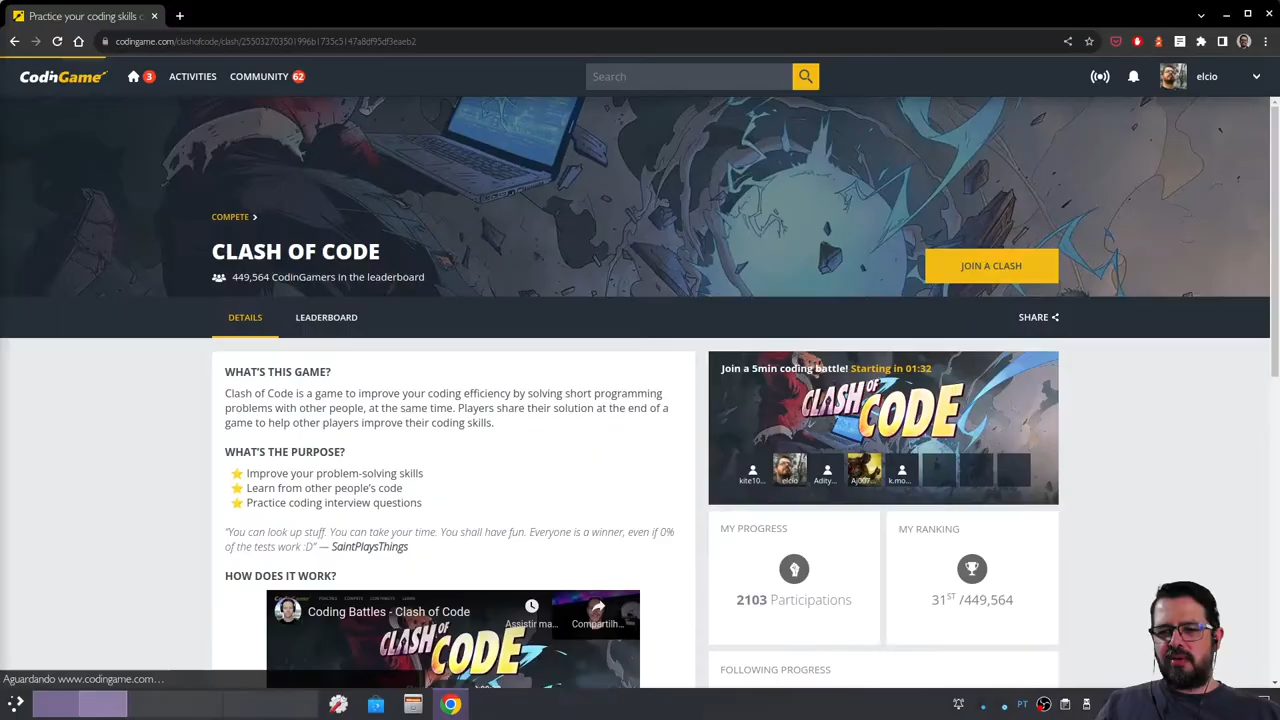 Practice your coding skills c
codingame.com/clashofcode/clash/255032703501996b1735c5147a8df95df3eaeb2
CodinGame
3
ACTIVITIES
COMMUNITY 62
Search
elcio
COMPETE >
CLASH OF CODE
449,564 CodinGamers in the leaderboard
JOIN A CLASH
DETAILS
LEADERBOARD
SHARE
WHAT'S THIS GAME?
Clash of Code is a game to improve your coding efficiency by solving short programming
problems with other people, at the same time. Players share their solution at the end of a
game to help other players improve their coding skills.
WHAT'S THE PURPOSE?
Improve your problem-solving skills
Learn from other people's code
Practice coding interview questions
"You can look up stuff. You can take your time. You shall have fun. Everyone is a winner, even if 0%
of the tests work :D" — SaintPlaysThings
HOW DOES IT WORK?
Coding Battles - Clash of Code
Assistir ma...
Compartilh...
CLASH OF CODE
Join a 5min coding battle! Starting in 01:32
CLASH OF CODE
kite10...
elcio
Adity...
Aj007...
k.mo...
MY PROGRESS
2103 Participations
MY RANKING
31ST /449,564
FOLLOWING PROGRESS
Aguardando www.codingame.com…
PT